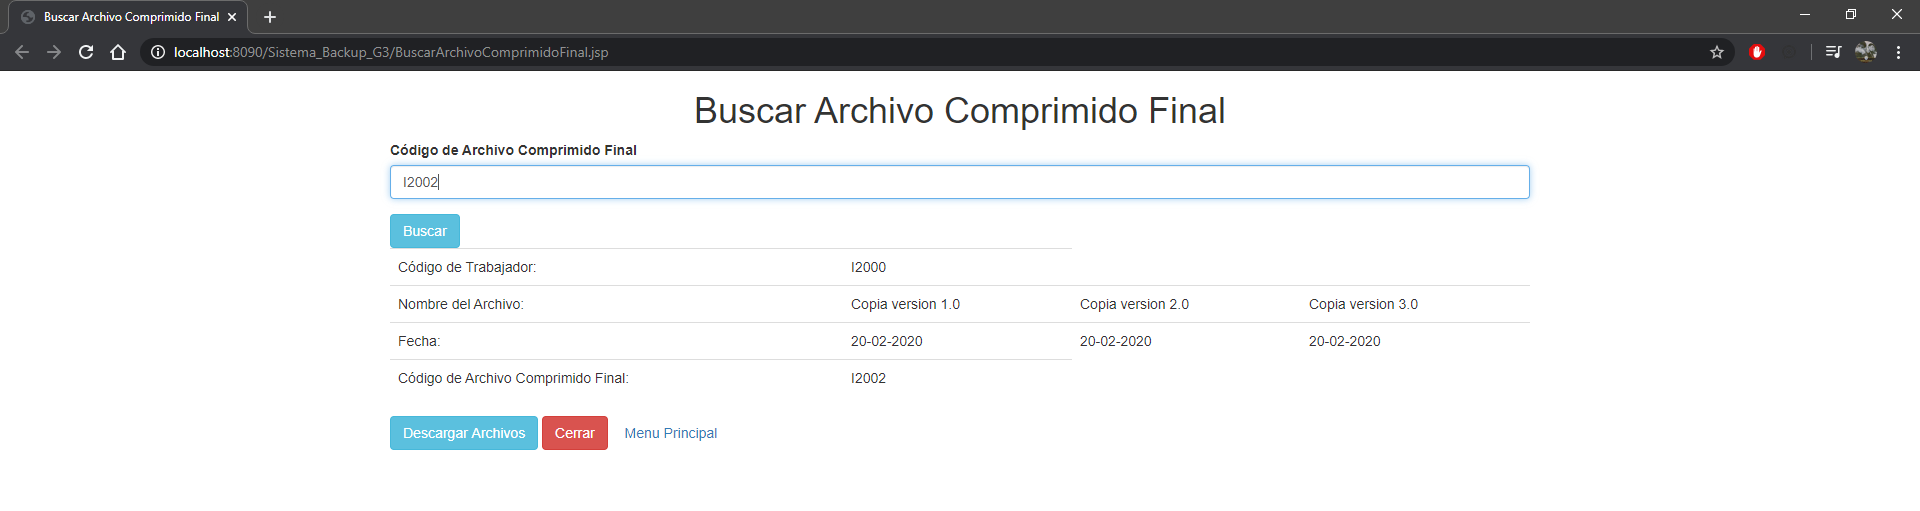 Buscar Archivo Comprimido Final
localhost:8090/Sistema_Backup_G3/BuscarArchivoComprimidoFinal.jsp
Buscar Archivo Comprimido Final
Código de Archivo Comprimido Final
I2002
Buscar
Código de Trabajador: I2000
Nombre del Archivo: Copia version 1.0 Copia version 2.0 Copia version 3.0
Fecha: 20-02-2020 20-02-2020 20-02-2020
Código de Archivo Comprimido Final: I2002
Descargar Archivos Cerrar Menu Principal